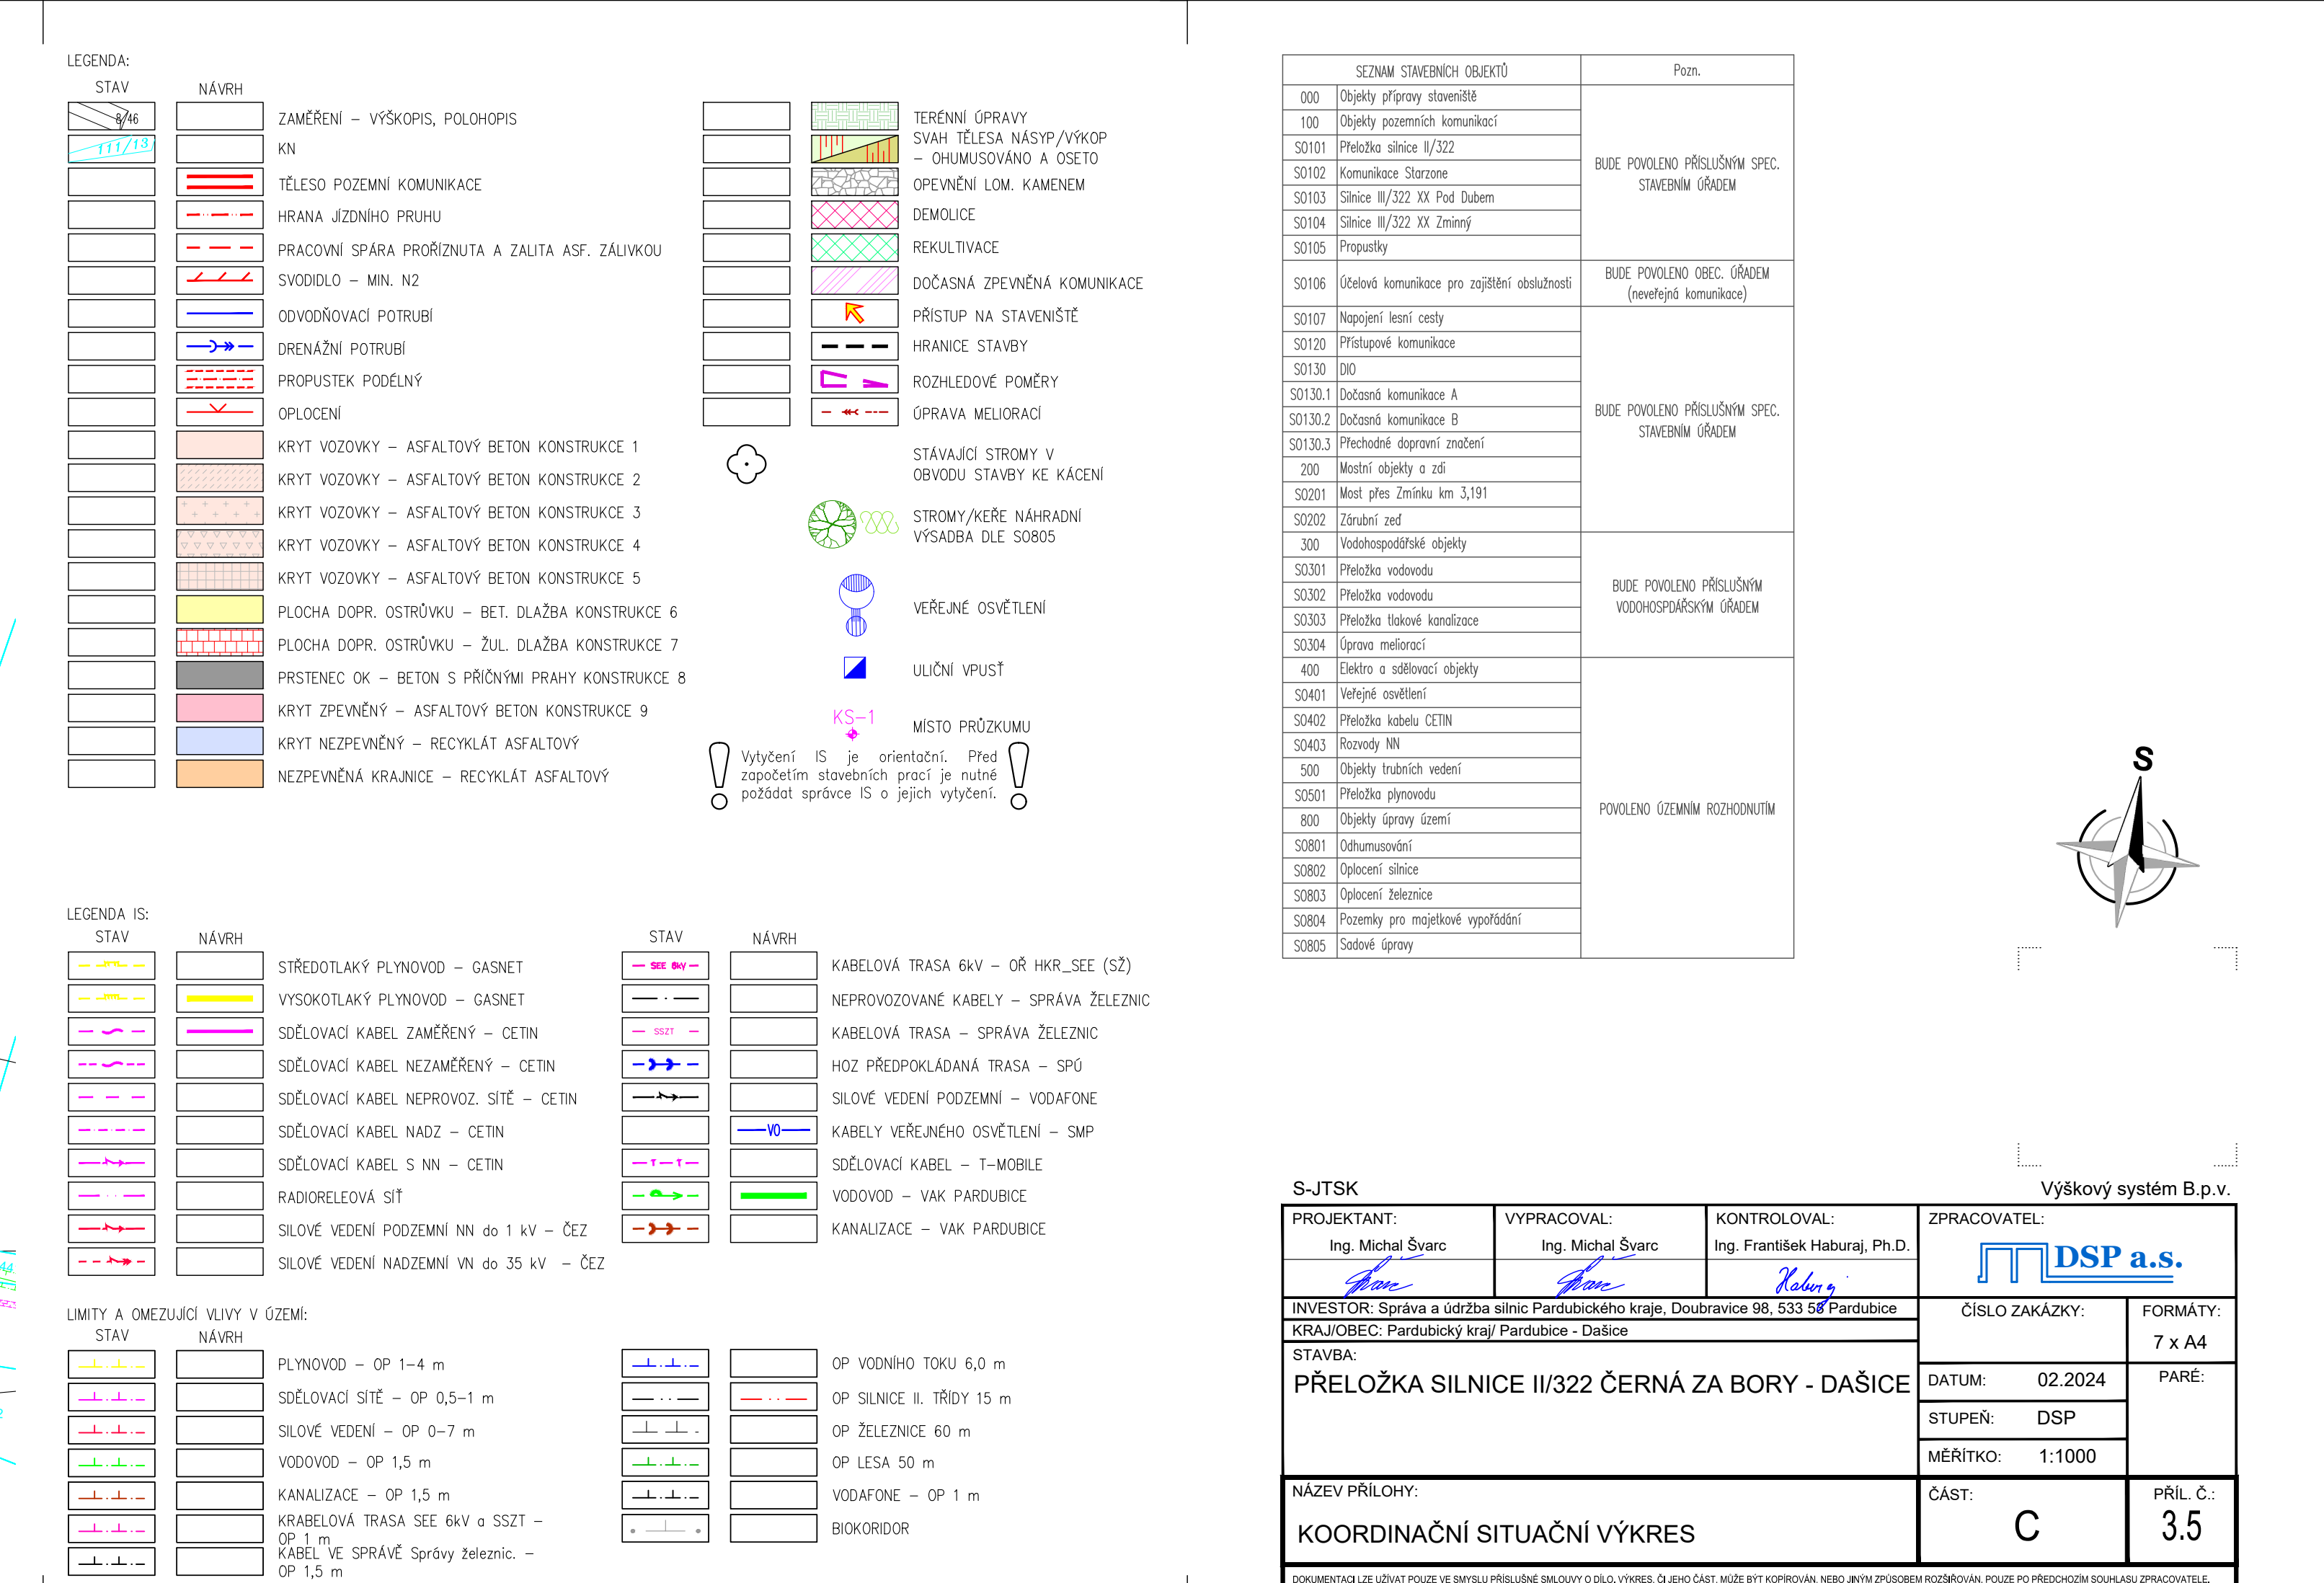 LEGENDA:
STAV NÁVRH
8/46 ZAMĚŘENÍ – VÝŠKOPIS, POLOHOPIS
111/13 KN
TĚLESO POZEMNÍ KOMUNIKACE
HRANA JÍZDNÍHO PRUHU
PRACOVNÍ SPÁRA PROŘÍZNUTA A ZALITA ASF. ZÁLIVKOU
SVODIDLO – MIN. N2
ODVODŇOVACÍ POTRUBÍ
DRENÁŽNÍ POTRUBÍ
PROPUSTEK PODÉLNÝ
OPLOCENÍ
KRYT VOZOVKY – ASFALTOVÝ BETON KONSTRUKCE 1
KRYT VOZOVKY – ASFALTOVÝ BETON KONSTRUKCE 2
KRYT VOZOVKY – ASFALTOVÝ BETON KONSTRUKCE 3
KRYT VOZOVKY – ASFALTOVÝ BETON KONSTRUKCE 4
KRYT VOZOVKY – ASFALTOVÝ BETON KONSTRUKCE 5
PLOCHA DOPR. OSTRŮVKU – BET. DLAŽBA KONSTRUKCE 6
PLOCHA DOPR. OSTRŮVKU – ŽUL. DLAŽBA KONSTRUKCE 7
PRSTENEC OK – BETON S PŘÍČNÝMI PRAHY KONSTRUKCE 8
KRYT ZPEVNĚNÝ – ASFALTOVÝ BETON KONSTRUKCE 9
KRYT NEZPEVNĚNÝ – RECYKLÁT ASFALTOVÝ
NEZPEVNĚNÁ KRAJNICE – RECYKLÁT ASFALTOVÝ
TERÉNNÍ ÚPRAVY
SVAH TĚLESA NÁSYP/VÝKOP
– OHUMUSOVÁNO A OSETO
OPEVNĚNÍ LOM. KAMENEM
DEMOLICE
REKULTIVACE
DOČASNÁ ZPEVNĚNÁ KOMUNIKACE
PŘÍSTUP NA STAVENIŠTĚ
HRANICE STAVBY
ROZHLEDOVÉ POMĚRY
ÚPRAVA MELIORACÍ
STÁVAJÍCÍ STROMY V
OBVODU STAVBY KE KÁCENÍ
STROMY/KEŘE NÁHRADNÍ
VÝSADBA DLE SO805
VEŘEJNÉ OSVĚTLENÍ
ULIČNÍ VPUSŤ
KS–1
MÍSTO PRŮZKUMU
Vytyčení IS je orientační. Před
započetím stavebních prací je nutné
požádat správce IS o jejich vytyčení.
LEGENDA IS:
STAV NÁVRH
STŘEDOTLAKÝ PLYNOVOD – GASNET
VYSOKOTLAKÝ PLYNOVOD – GASNET
SDĚLOVACÍ KABEL ZAMĚŘENÝ – CETIN
SDĚLOVACÍ KABEL NEZAMĚŘENÝ – CETIN
SDĚLOVACÍ KABEL NEPROVOZ. SÍTĚ – CETIN
SDĚLOVACÍ KABEL NADZ – CETIN
SDĚLOVACÍ KABEL S NN – CETIN
RADIORELEOVÁ SÍŤ
SILOVÉ VEDENÍ PODZEMNÍ NN do 1 kV – ČEZ
SILOVÉ VEDENÍ NADZEMNÍ VN do 35 kV – ČEZ
STAV NÁVRH
SEE 6kV KABELOVÁ TRASA 6kV – OŘ HKR_SEE (SŽ)
NEPROVOZOVANÉ KABELY – SPRÁVA ŽELEZNIC
SSZT KABELOVÁ TRASA – SPRÁVA ŽELEZNIC
HOZ PŘEDPOKLÁDANÁ TRASA – SPÚ
SILOVÉ VEDENÍ PODZEMNÍ – VODAFONE
VO KABELY VEŘEJNÉHO OSVĚTLENÍ – SMP
T T SDĚLOVACÍ KABEL – T–MOBILE
VODOVOD – VAK PARDUBICE
KANALIZACE – VAK PARDUBICE
LIMITY A OMEZUJÍCÍ VLIVY V ÚZEMÍ:
STAV NÁVRH
PLYNOVOD – OP 1–4 m
SDĚLOVACÍ SÍTĚ – OP 0,5–1 m
SILOVÉ VEDENÍ – OP 0–7 m
VODOVOD – OP 1,5 m
KANALIZACE – OP 1,5 m
KRABELOVÁ TRASA SEE 6kV a SSZT –
OP 1 m
KABEL VE SPRÁVĚ Správy železnic. –
OP 1,5 m
OP VODNÍHO TOKU 6,0 m
OP SILNICE II. TŘÍDY 15 m
OP ŽELEZNICE 60 m
OP LESA 50 m
VODAFONE – OP 1 m
BIOKORIDOR
SEZNAM STAVEBNÍCH OBJEKTŮ Pozn.
000 Objekty přípravy staveniště
100 Objekty pozemních komunikací
SO101 Přeložka silnice II/322
SO102 Komunikace Starzone
SO103 Silnice III/322 XX Pod Dubem
SO104 Silnice III/322 XX Zminný
SO105 Propustky
BUDE POVOLENO PŘÍSLUŠNÝM SPEC.
STAVEBNÍM ÚŘADEM
SO106 Účelová komunikace pro zajištění obslužnosti
BUDE POVOLENO OBEC. ÚŘADEM
(neveřejná komunikace)
SO107 Napojení lesní cesty
SO120 Přístupové komunikace
SO130 DIO
SO130.1 Dočasná komunikace A
SO130.2 Dočasná komunikace B
SO130.3 Přechodné dopravní značení
200 Mostní objekty a zdi
SO201 Most přes Zmínku km 3,191
SO202 Zárubní zeď
BUDE POVOLENO PŘÍSLUŠNÝM SPEC.
STAVEBNÍM ÚŘADEM
300 Vodohospodářské objekty
SO301 Přeložka vodovodu
SO302 Přeložka vodovodu
SO303 Přeložka tlakové kanalizace
SO304 Úprava meliorací
BUDE POVOLENO PŘÍSLUŠNÝM
VODOHOSPDÁŘSKÝM ÚŘADEM
400 Elektro a sdělovací objekty
SO401 Veřejné osvětlení
SO402 Přeložka kabelu CETIN
SO403 Rozvody NN
500 Objekty trubních vedení
SO501 Přeložka plynovodu
800 Objekty úpravy území
SO801 Odhumusování
SO802 Oplocení silnice
SO803 Oplocení železnice
SO804 Pozemky pro majetkové vypořádání
SO805 Sadové úpravy
POVOLENO ÚZEMNÍM ROZHODNUTÍM
S
S-JTSK Výškový systém B.p.v.
PROJEKTANT: VYPRACOVAL: KONTROLOVAL: ZPRACOVATEL:
Ing. Michal Švarc Ing. Michal Švarc Ing. František Haburaj, Ph.D.
DSP a.s.
INVESTOR: Správa a údržba silnic Pardubického kraje, Doubravice 98, 533 53 Pardubice
KRAJ/OBEC: Pardubický kraj/ Pardubice - Dašice
ČÍSLO ZAKÁZKY: FORMÁTY:
7 x A4
STAVBA:
PŘELOŽKA SILNICE II/322 ČERNÁ ZA BORY - DAŠICE
DATUM: 02.2024 PARÉ:
STUPEŇ: DSP
MĚŘÍTKO: 1:1000
NÁZEV PŘÍLOHY:
KOORDINAČNÍ SITUAČNÍ VÝKRES
ČÁST: PŘÍL. Č.:
C 3.5
DOKUMENTACI LZE UŽÍVAT POUZE VE SMYSLU PŘÍSLUŠNÉ SMLOUVY O DÍLO. VÝKRES, ČI JEHO ČÁST, MŮŽE BÝT KOPÍROVÁN, NEBO JINÝM ZPŮSOBEM ROZŠIŘOVÁN, POUZE PO PŘEDCHOZÍM SOUHLASU ZPRACOVATELE.